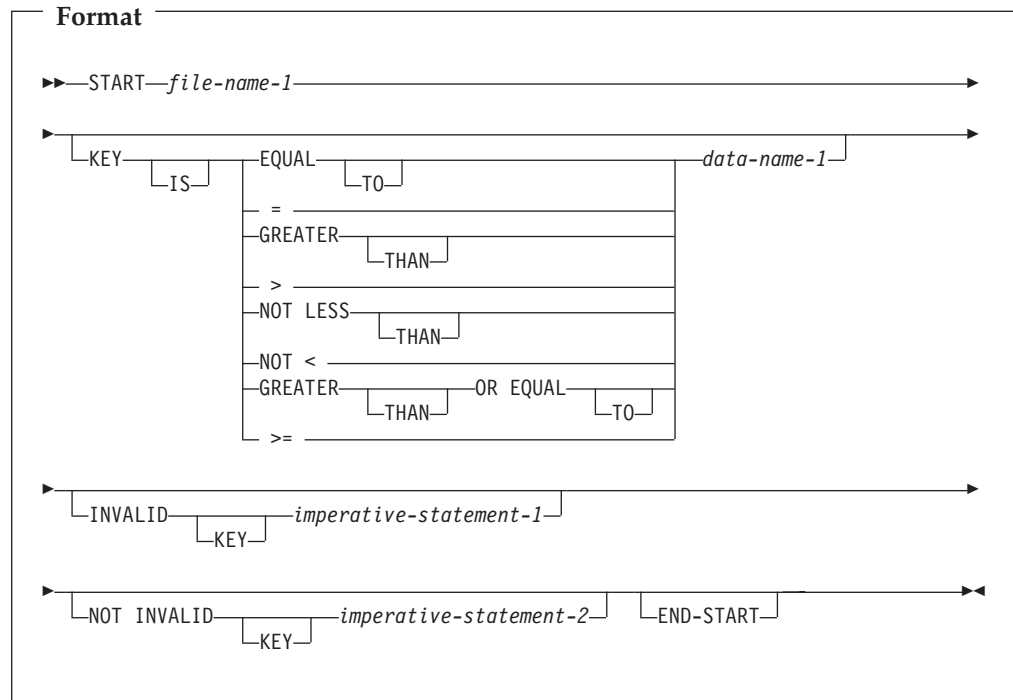 Format
START file-name-1
KEY IS EQUAL TO data-name-1
=
GREATER THAN
>
NOT LESS THAN
NOT <
GREATER THAN OR EQUAL TO
>=
INVALID KEY imperative-statement-1
NOT INVALID KEY imperative-statement-2 END-START